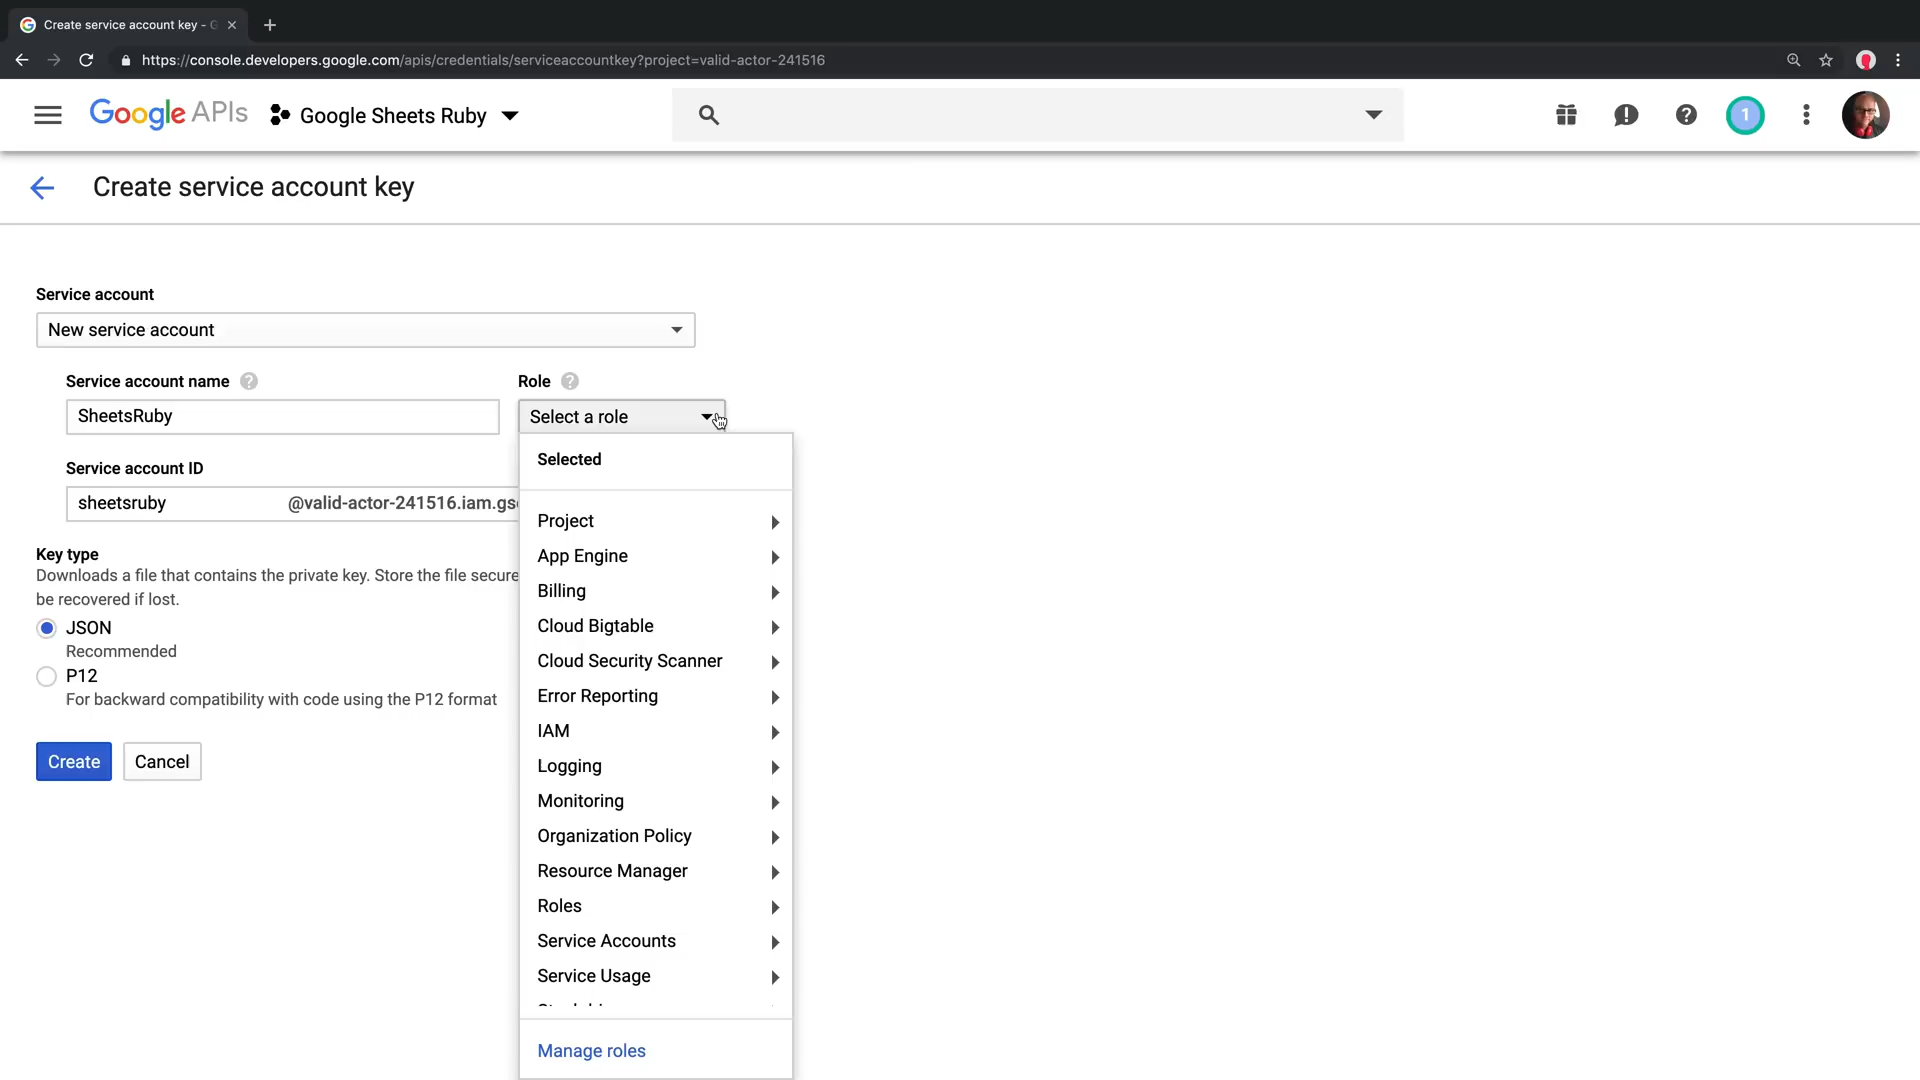 Create service account key - G
https://console.developers.google.com/apis/credentials/serviceaccountkey?project=valid-actor-241516
Google APIs
Google Sheets Ruby
1
Create service account key
Service account
New service account
Service account name
Role
SheetsRuby
Select a role
Selected
Service account ID
sheetsruby
@valid-actor-241516.iam.gs
Project
App Engine
Billing
Cloud Bigtable
Cloud Security Scanner
Error Reporting
IAM
Logging
Monitoring
Organization Policy
Resource Manager
Roles
Service Accounts
Service Usage
Manage roles
Key type
Downloads a file that contains the private key. Store the file secure
be recovered if lost.
JSON
Recommended
P12
For backward compatibility with code using the P12 format
Create
Cancel